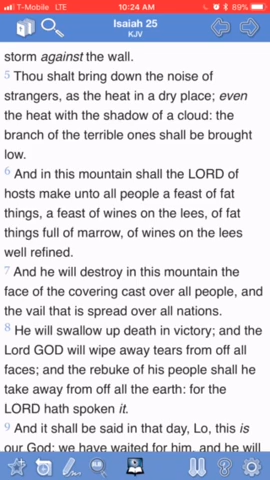 T-Mobile LTE 10:24 AM 89%
Isaiah 25
KJV
storm against the wall.
5 Thou shalt bring down the noise of
strangers, as the heat in a dry place; even
the heat with the shadow of a cloud: the
branch of the terrible ones shall be brought
low.
6 And in this mountain shall the LORD of
hosts make unto all people a feast of fat
things, a feast of wines on the lees, of fat
things full of marrow, of wines on the lees
well refined.
7 And he will destroy in this mountain the
face of the covering cast over all people, and
the vail that is spread over all nations.
8 He will swallow up death in victory; and the
Lord GOD will wipe away tears from off all
faces; and the rebuke of his people shall he
take away from off all the earth: for the
LORD hath spoken it.
9 And it shall be said in that day, Lo, this is
our God; we have waited for him, and he will
?